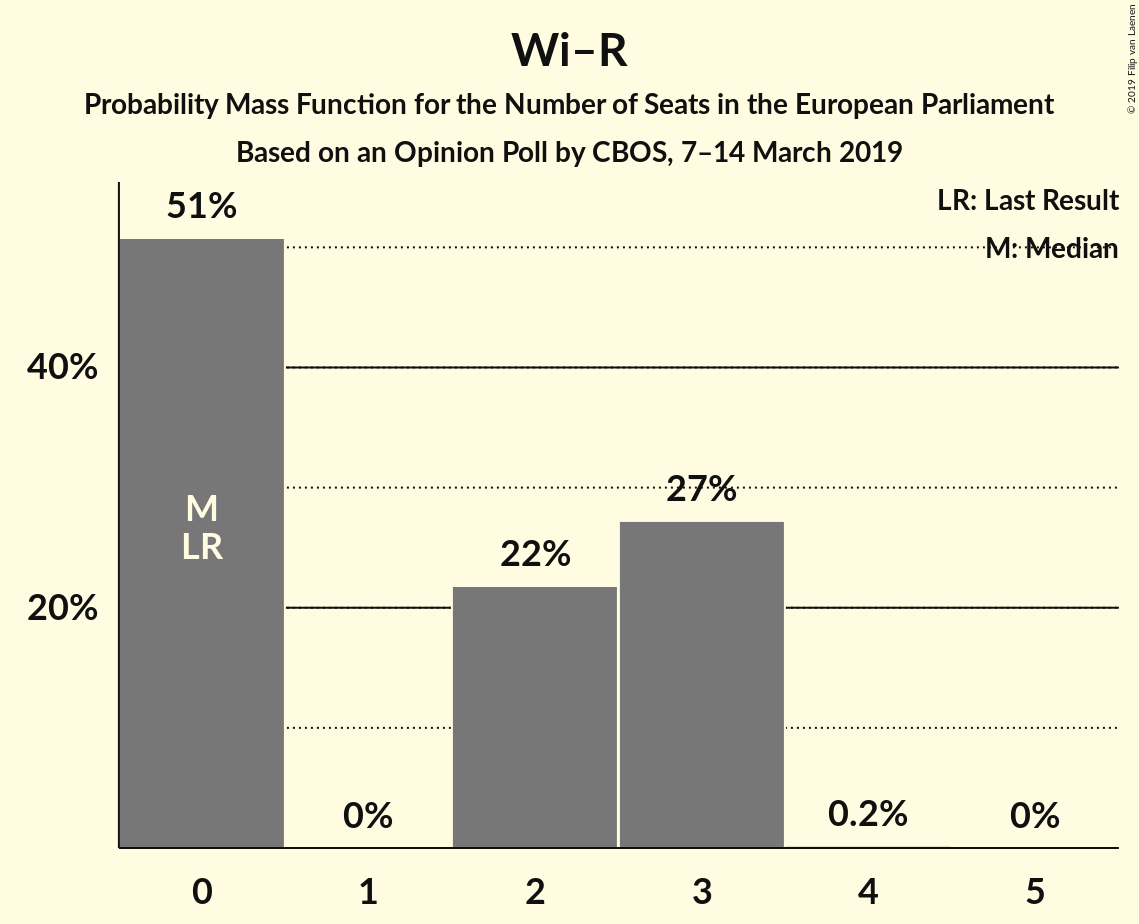 Wi–R
Probability Mass Function for the Number of Seats in the European Parliament
Based on an Opinion Poll by CBOS, 7–14 March 2019
© 2019 Filip van Laenen
LR: Last Result
M: Median
51%
40%
20%
M
LR
0%
22%
27%
0.2%
0%
0
1
2
3
4
5